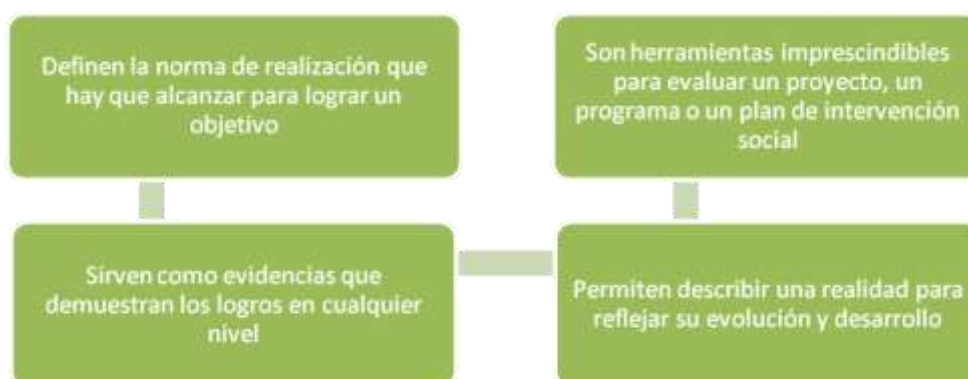 Definen la norma de realización que
hay que alcanzar para lograr un
objetivo
Sirven como evidencias que
demuestran los logros en cualquier
nivel
Permiten describir una realidad para
reflejar su evolución y desarrollo
Son herramientas imprescindibles
para evaluar un proyecto, un
programa o un plan de intervención
social